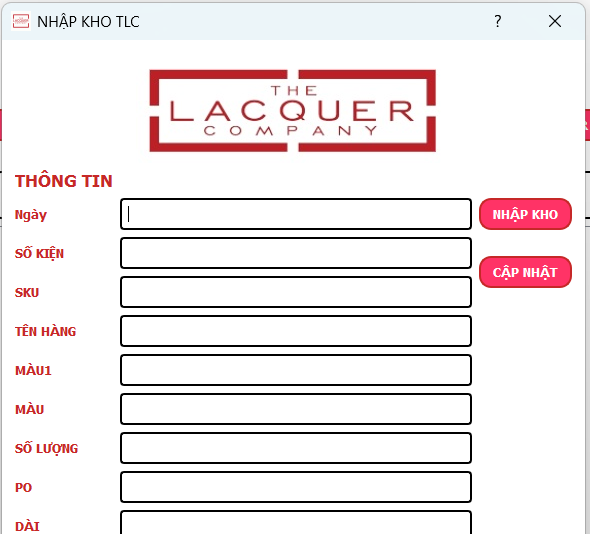 NHẬP KHO TLC
?
THE
LACQUER
COMPANY
THÔNG TIN
Ngày
NHẬP KHO
SỐ KIỆN
CẬP NHẬT
SKU
TÊN HÀNG
MÀU1
MÀU
SỐ LƯỢNG
PO
DÀI